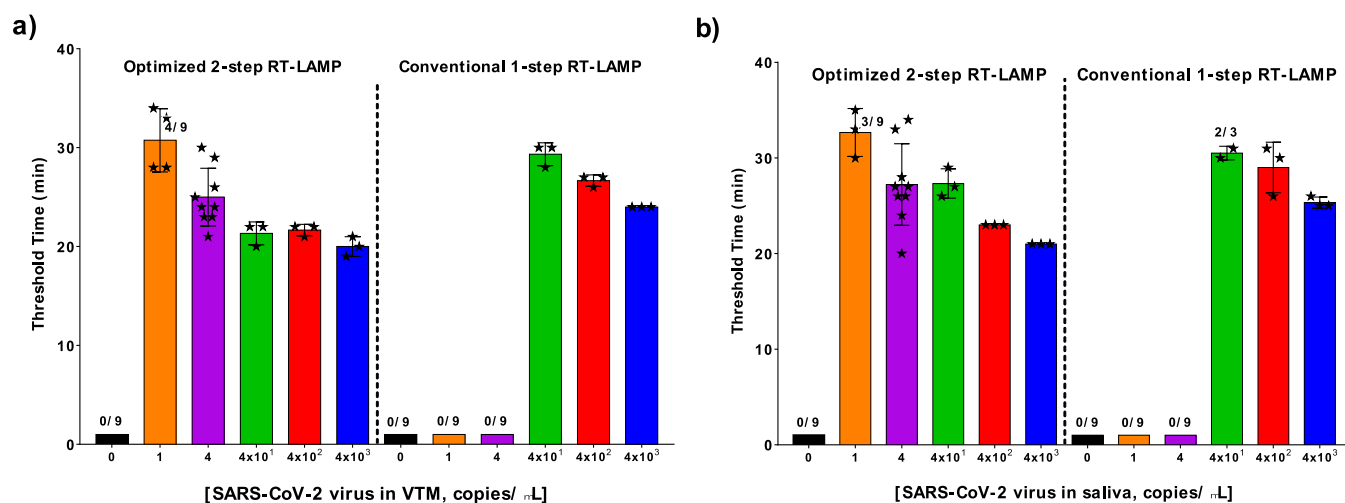 a)
Optimized 2-step RT-LAMP
Conventional 1-step RT-LAMP
Threshold Time (min)
40
30
20
10
0
0/9
4/9
0/9
0/9
0/9
0
1
4
4x10¹
4x10²
4x10³
0
1
4
4x10¹
4x10²
4x10³
[SARS-CoV-2 virus in VTM, copies/ mL]
b)
Optimized 2-step RT-LAMP
Conventional 1-step RT-LAMP
Threshold Time (min)
40
30
20
10
0
0/9
3/9
0/9
0/9
0/9
2/3
0
1
4
4x10¹
4x10²
4x10³
0
1
4
4x10¹
4x10²
4x10³
[SARS-CoV-2 virus in saliva, copies/ mL]